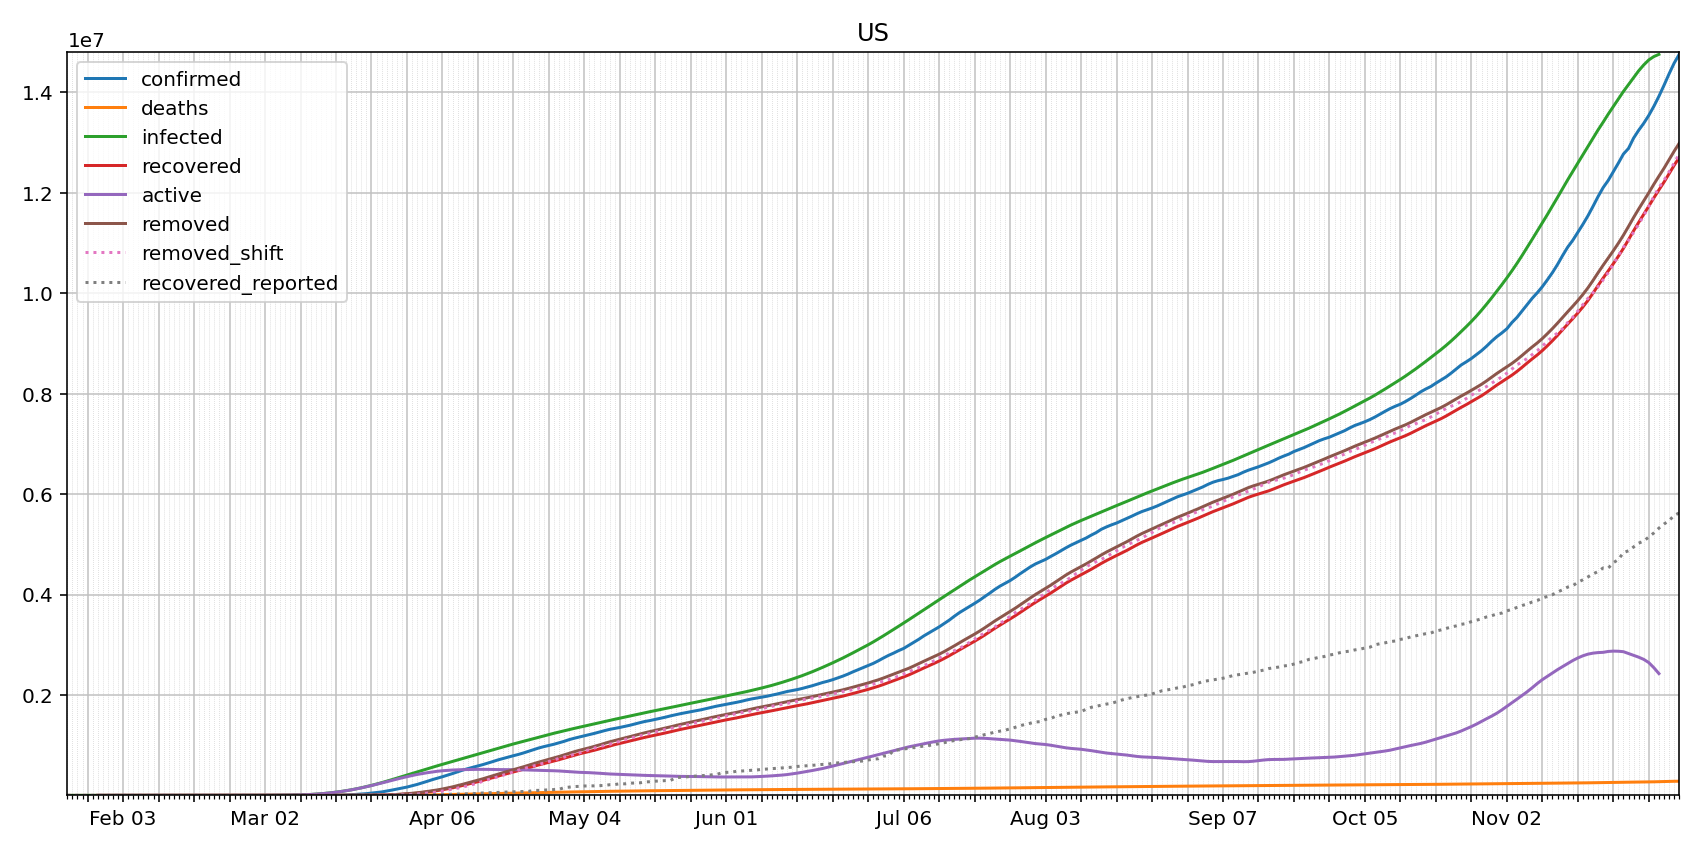 US
1e7
1.4
1.2
1.0
0.8
0.6
0.4
0.2
confirmed
deaths
infected
recovered
active
removed
removed_shift
recovered_reported
Feb 03 Mar 02 Apr 06 May 04 Jun 01 Jul 06 Aug 03 Sep 07 Oct 05 Nov 02